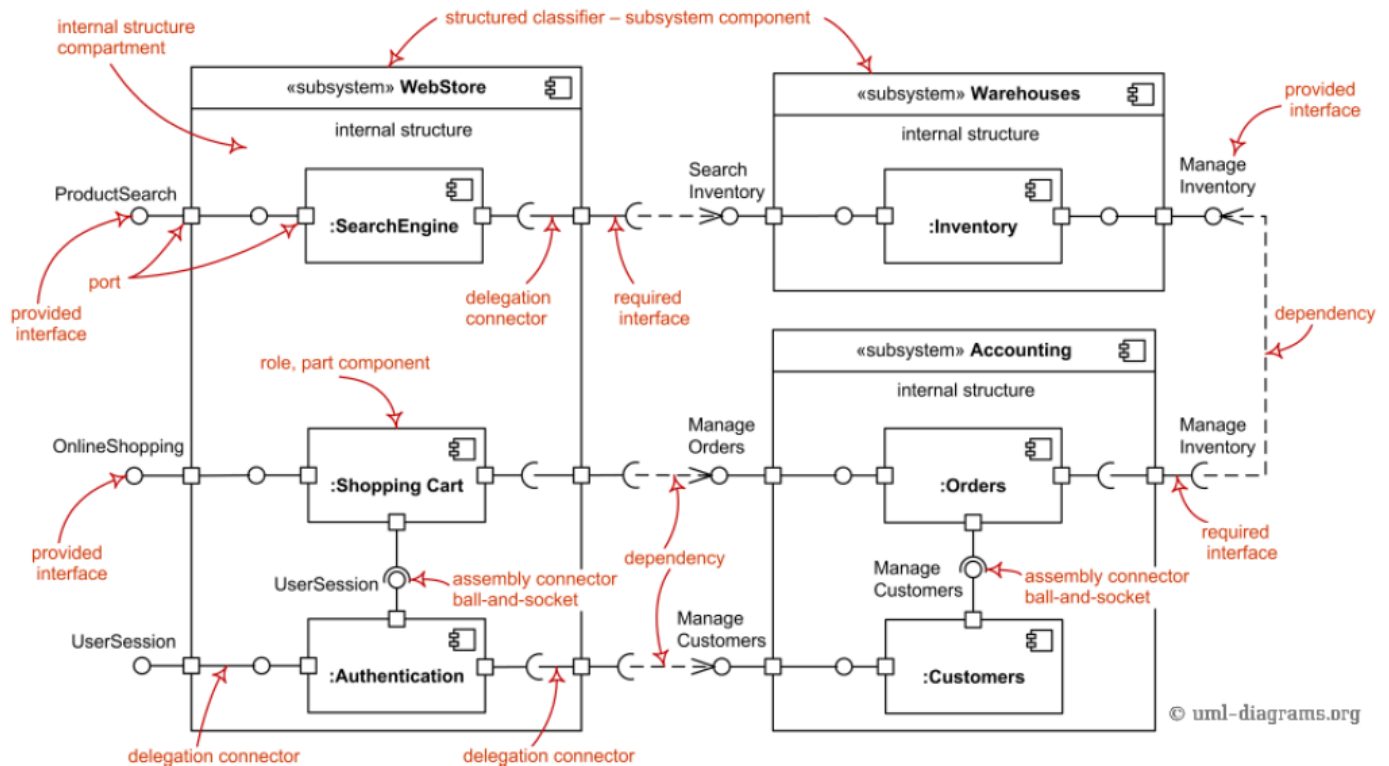 structured classifier – subsystem component
internal structure
compartment
«subsystem» WebStore
internal structure
«subsystem» Warehouses
internal structure
provided
interface
ProductSearch
:SearchEngine
Search
Inventory
:Inventory
Manage
Inventory
port
provided
interface
delegation
connector
required
interface
dependency
role, part component
«subsystem» Accounting
internal structure
OnlineShopping
:Shopping Cart
Manage
Orders
:Orders
Manage
Inventory
provided
interface
dependency
required
interface
UserSession
assembly connector
ball-and-socket
Manage
Customers
assembly connector
ball-and-socket
UserSession
:Authentication
Manage
Customers
:Customers
© uml-diagrams.org
delegation connector
delegation connector